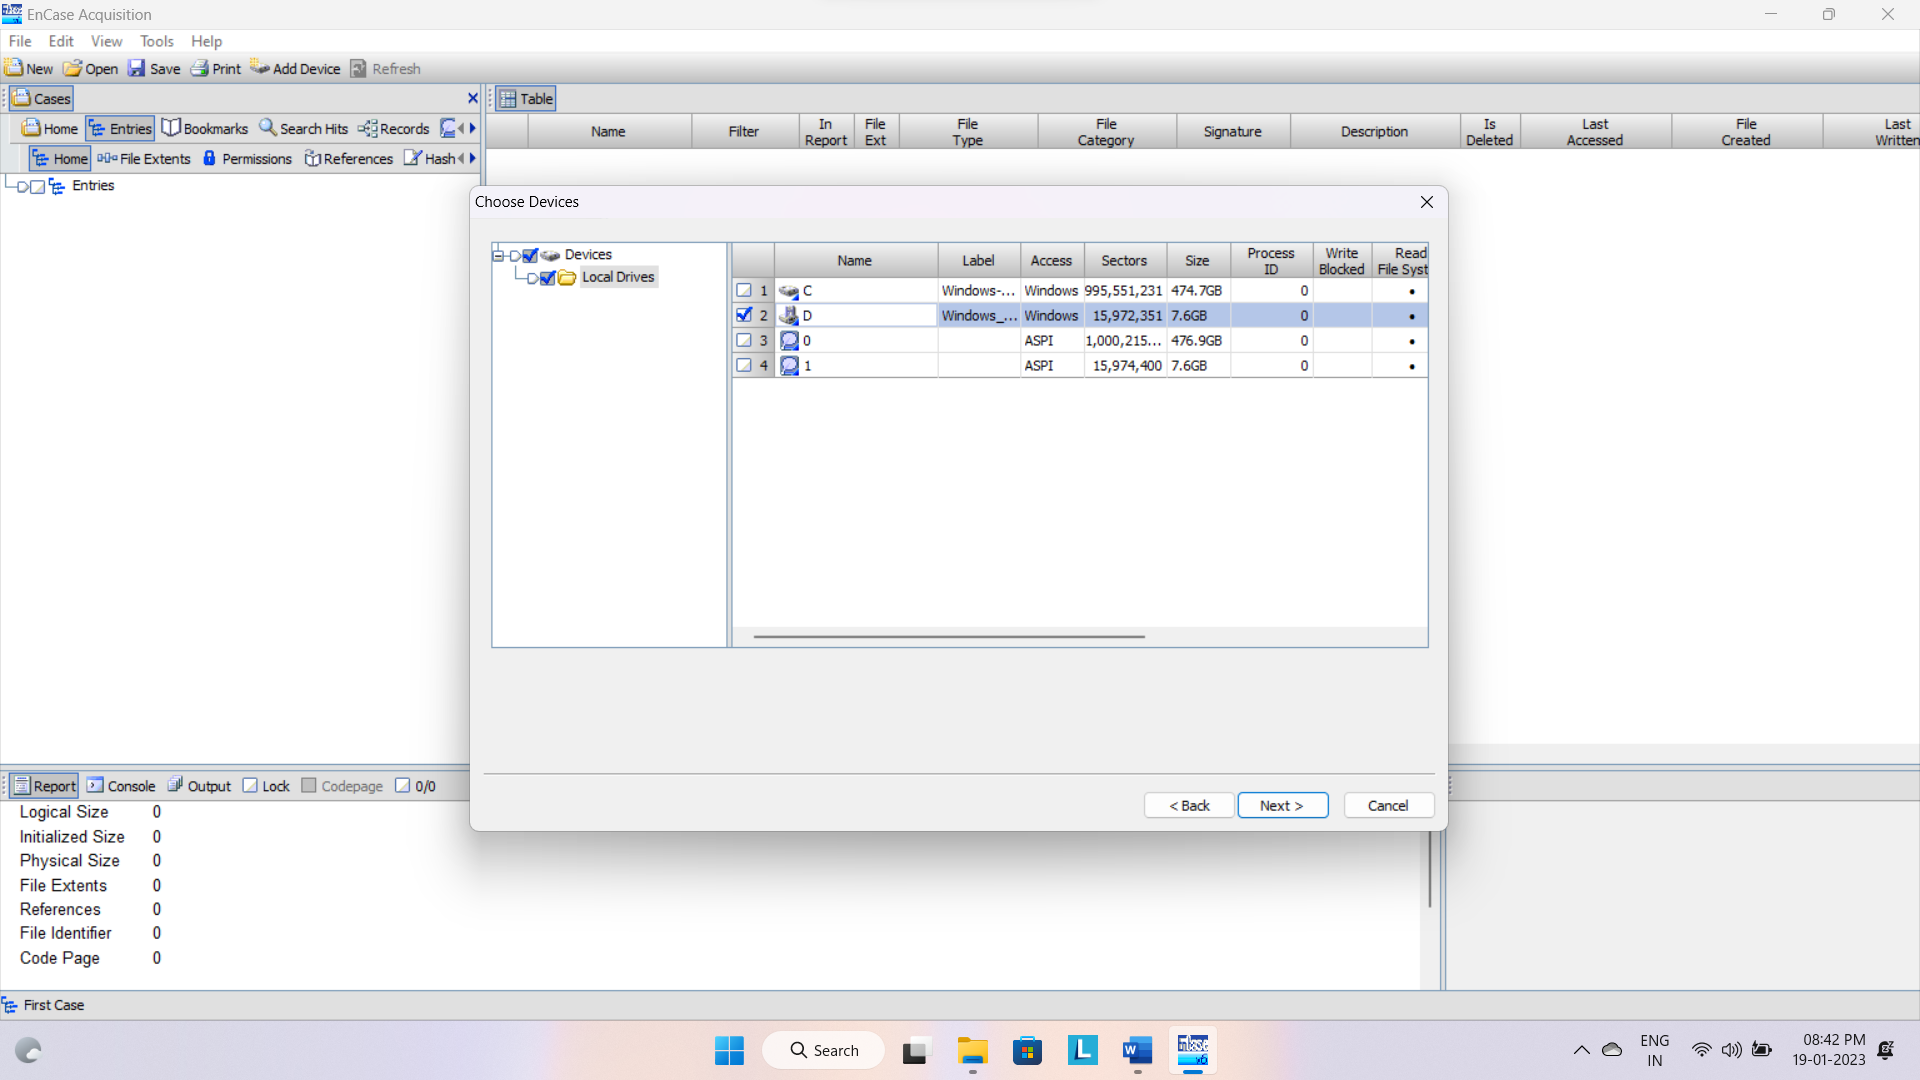 EnCase Acquisition
File Edit View Tools Help
New Open Save Print Add Device Refresh
Cases
Home Entries Bookmarks Search Hits Records
Home File Extents Permissions References Hash
Entries
Table
Name Filter In Report File Ext File Type File Category Signature Description Is Deleted Last Accessed File Created Last Written
Choose Devices
Devices
Local Drives
Name Label Access Sectors Size Process ID Write Blocked Read File Syst
1 C Windows-... Windows 995,551,231 474.7GB 0 •
2 D Windows_... Windows 15,972,351 7.6GB 0 •
3 0 ASPI 1,000,215... 476.9GB 0 •
4 1 ASPI 15,974,400 7.6GB 0 •
< Back Next > Cancel
Report Console Output Lock Codepage 0/0
Logical Size 0
Initialized Size 0
Physical Size 0
File Extents 0
References 0
File Identifier 0
Code Page 0
First Case
Search
ENG
IN
08:42 PM
19-01-2023